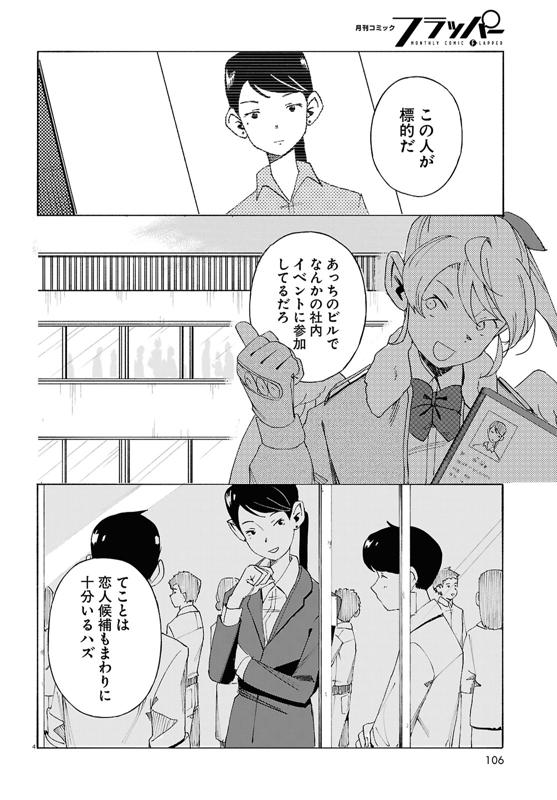 月刊コミック
フラッパー
MONTHLY COMIC FLAPPER
この人が
標的だ
あっちのビルで
なんかの社内
イベントに参加
してるだろ
てことは
恋人候補もまわりに
十分いるハズ
4
106